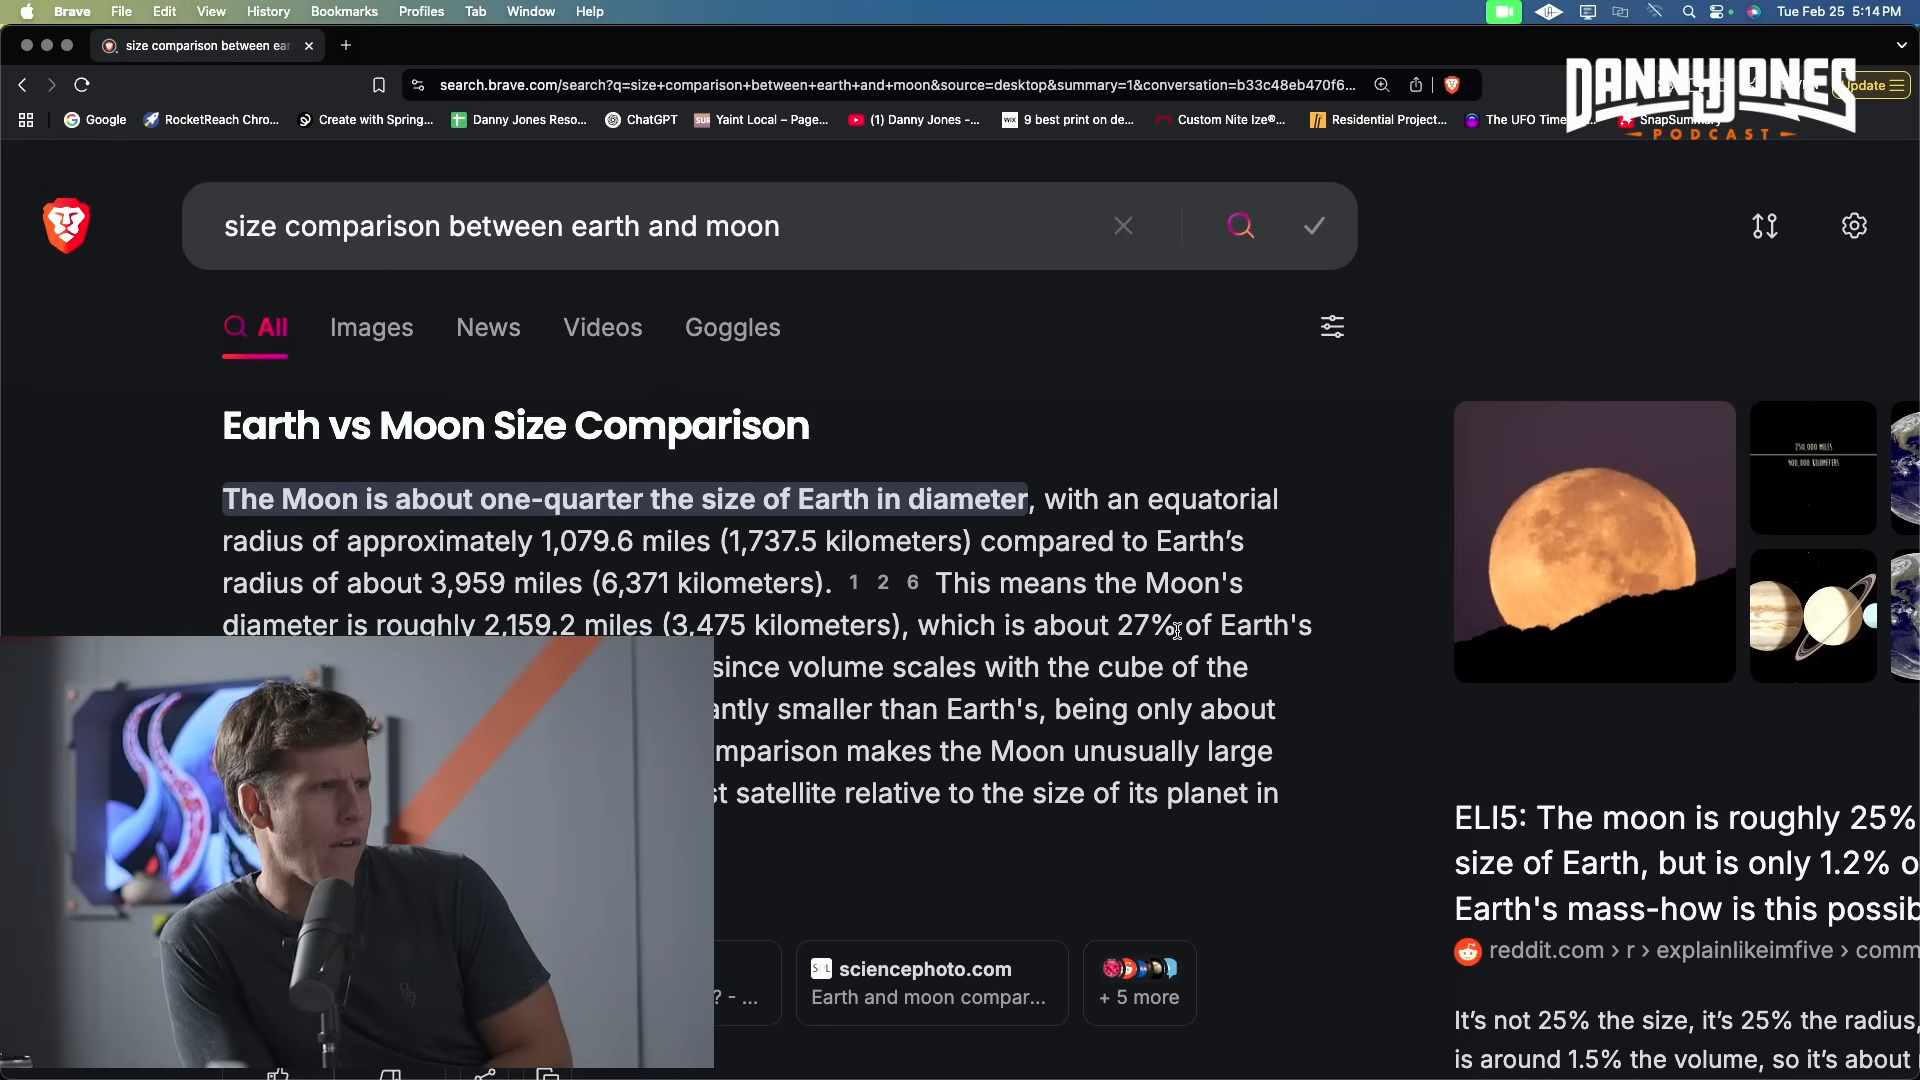 Brave File Edit View History Bookmarks Profiles Tab Window Help Tue Feb 25 5:14 PM
size comparison between ear
search.brave.com/search?q=size+comparison+between+earth+and+moon&source=desktop&summary=1&conversation=b33c48eb470f6...
Update
DANNY JONES
PODCAST
Google RocketReach Chro... Create with Spring... Danny Jones Reso... ChatGPT Yaint Local – Page... (1) Danny Jones -... 9 best print on de... Custom Nite Ize®... Residential Project... The UFO Time SnapSummary
size comparison between earth and moon
All Images News Videos Goggles
Earth vs Moon Size Comparison
The Moon is about one-quarter the size of Earth in diameter, with an equatorial
radius of approximately 1,079.6 miles (1,737.5 kilometers) compared to Earth's
radius of about 3,959 miles (6,371 kilometers). 1 2 6 This means the Moon's
diameter is roughly 2,159.2 miles (3,475 kilometers), which is about 27% of Earth's
since volume scales with the cube of the
antly smaller than Earth's, being only about
mparison makes the Moon unusually large
st satellite relative to the size of its planet in
? - ...
sciencephoto.com
Earth and moon compar...
+ 5 more
250,000 MILES
400,000 KILOMETERS
ELI5: The moon is roughly 25%
size of Earth, but is only 1.2% o
Earth's mass-how is this possib
reddit.com › r › explainlikeimfive › comm
It's not 25% the size, it's 25% the radius,
is around 1.5% the volume, so it's about